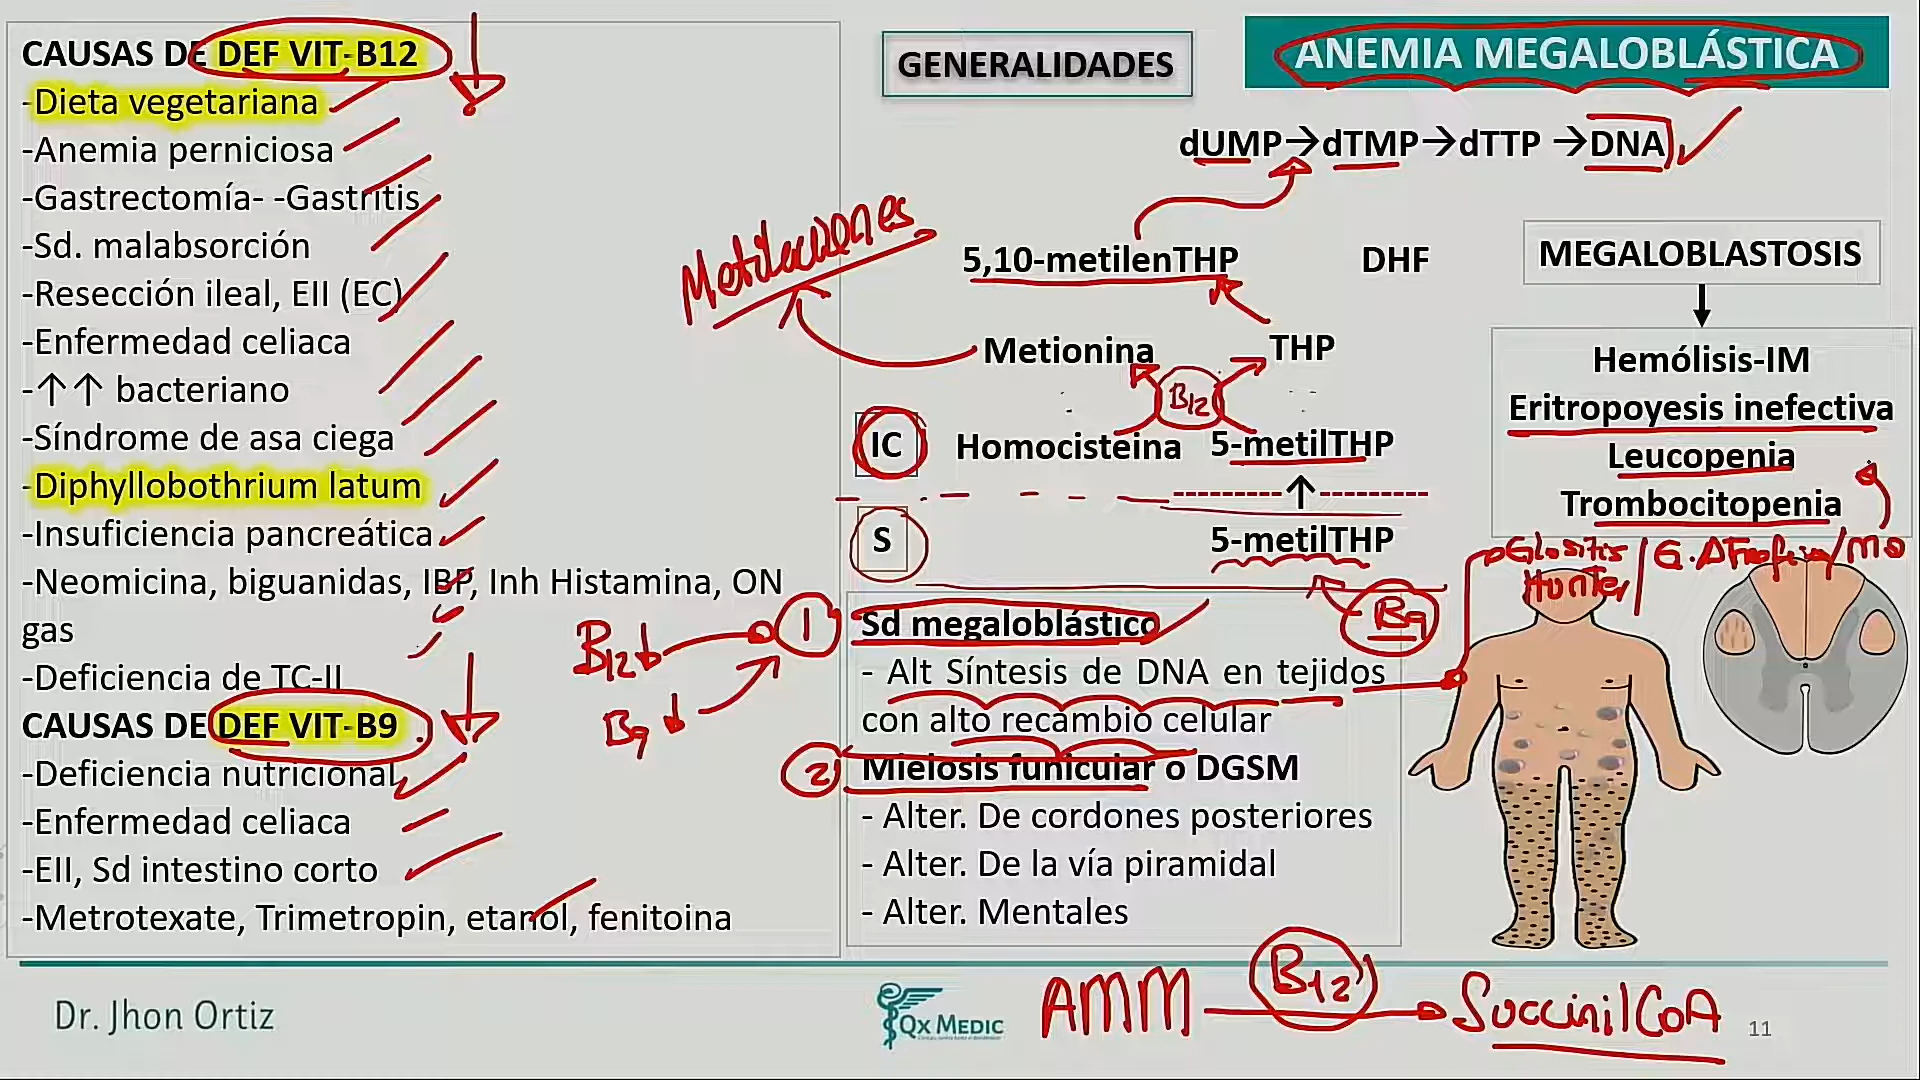 CAUSAS DE DEF VIT-B12
-Dieta vegetariana
-Anemia perniciosa
-Gastrectomía- -Gastritis
-Sd. malabsorción
-Resección ileal, EII (EC)
-Enfermedad celiaca
-↑↑ bacteriano
-Síndrome de asa ciega
-Diphyllobothrium latum
-Insuficiencia pancreática
-Neomicina, biguanidas, IBP, Inh Histamina, ON
gas
-Deficiencia de TC-II
CAUSAS DE DEF VIT-B9
-Deficiencia nutricional
-Enfermedad celiaca
-EII, Sd intestino corto
-Metrotexate, Trimetropin, etanol, fenitoina
B12↓
B9↓
GENERALIDADES
ANEMIA MEGALOBLÁSTICA
dUMP→dTMP→dTTP →DNA
Metilaciones
5,10-metilenTHP DHF
Metionina THP
B12
IC Homocisteina 5-metilTHP
↑
S 5-metilTHP
B9
1 Sd megaloblástico
- Alt Síntesis de DNA en tejidos
con alto recambio celular
2 Mielosis funicular o DGSM
- Alter. De cordones posteriores
- Alter. De la vía piramidal
- Alter. Mentales
MEGALOBLASTOSIS
Hemólisis-IM
Eritropoyesis inefectiva
Leucopenia
Trombocitopenia
Glositis / G. Atrofica / MO
Hunter
AMM B12 Succinil CoA
Dr. Jhon Ortiz
QX MEDIC
11